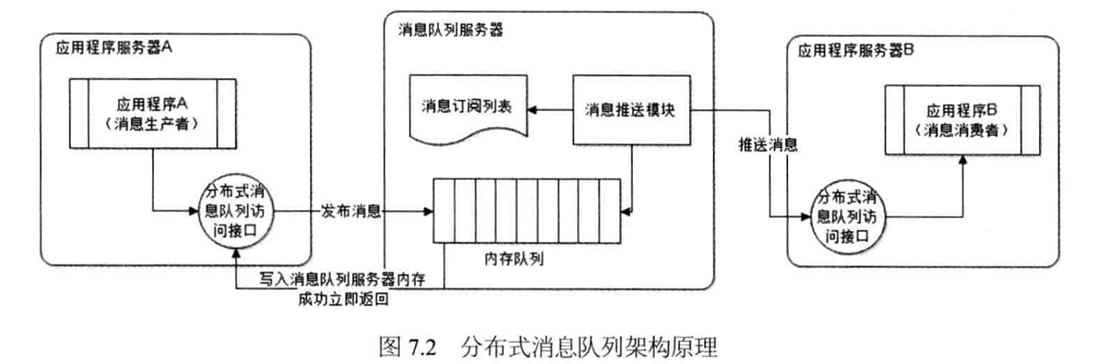 应用程序服务器A
应用程序A
（消息生产者）
分布式消
息队列访
问接口
发布消息
写入消息队列服务器内存
成功立即返回
消息队列服务器
消息订阅列表
消息推送模块
内存队列
推送消息
应用程序服务器B
应用程序B
（消息消费者）
分布式消
息队列访
问接口
图 7.2 分布式消息队列架构原理